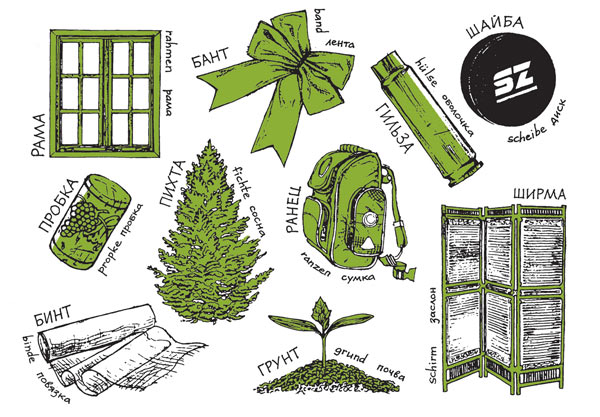 РАМА
rahmen рама
БАНТ
band
лента
ГИЛЬЗА
hülse оболочка
ШАЙБА
SZ
scheibe диск
ПРОБКА
propke пробка
ПИХТА
fichte сосна
РАНЕЦ
ranzen сумка
ШИРМА
schirm заслон
БИНТ
binde повязка
ГРУНТ
grund почва